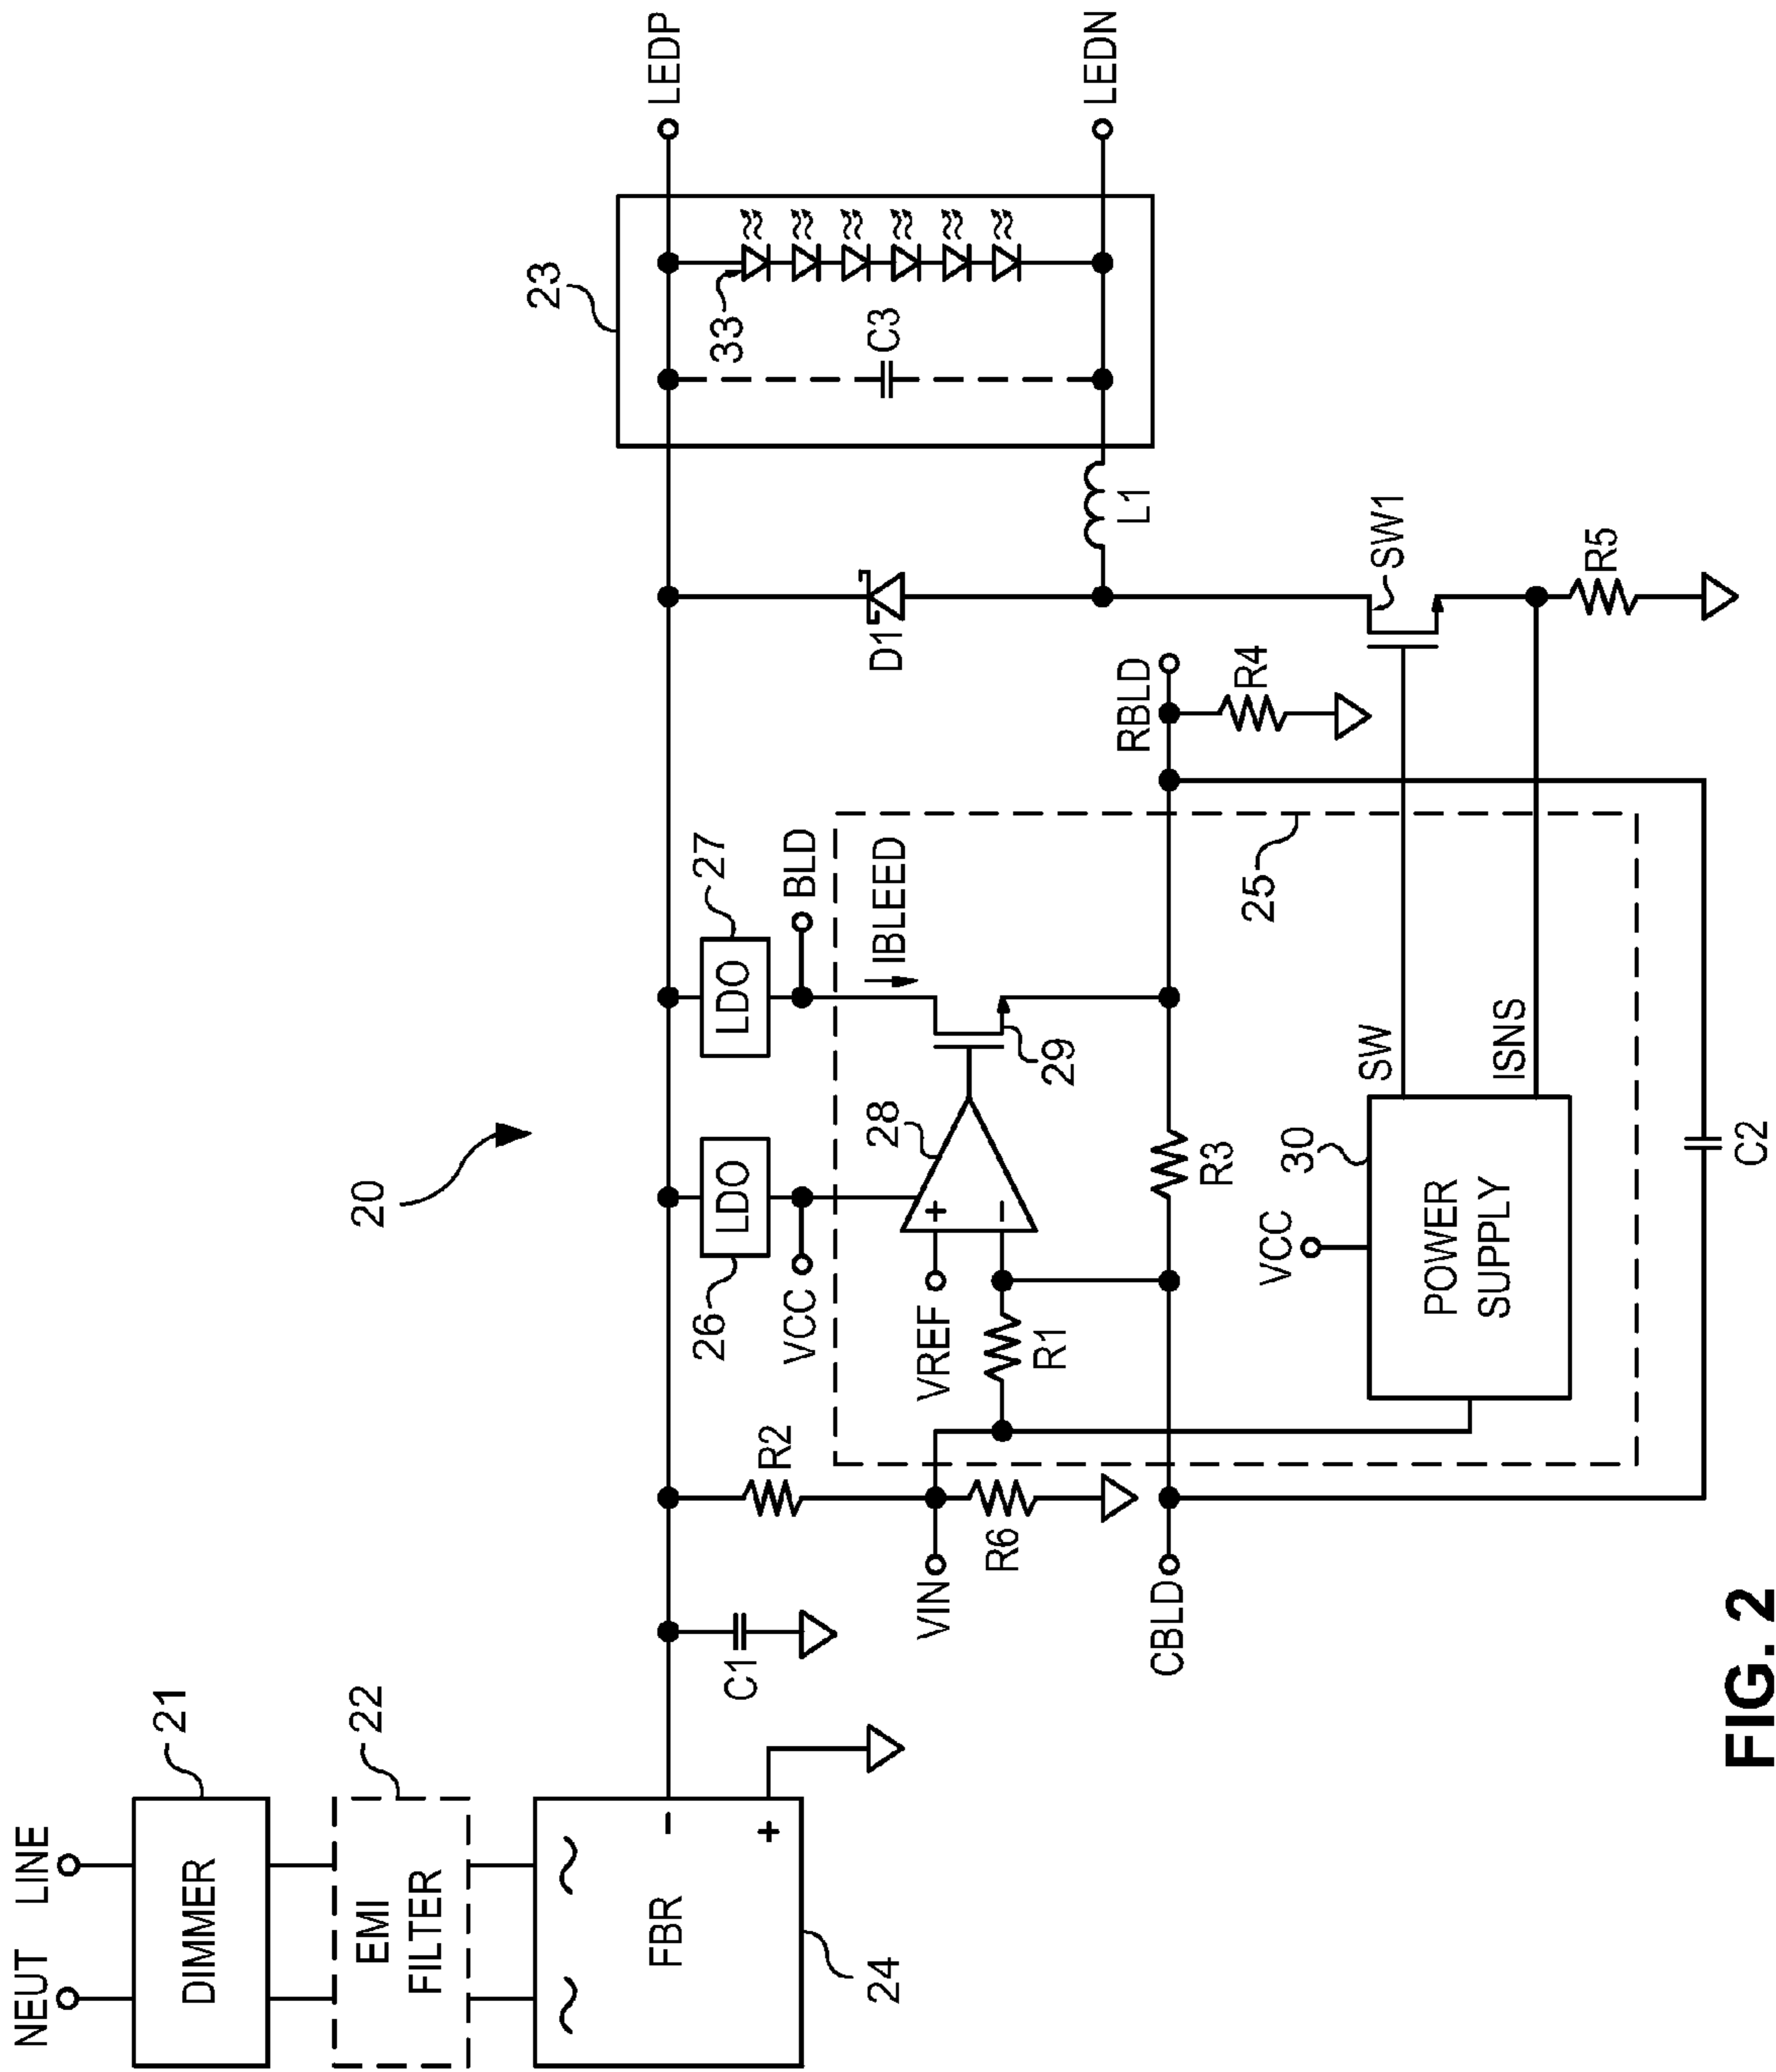 NEUT
LINE
DIMMER
21
EMI
FILTER
22
~
~
FBR
-
+
24
C1
20
VIN
R2
R6
CBLD
LDO
26
VCC
LDO
27
BLD
IBLEED
VREF
+
-
28
29
R1
R3
RBLD
R4
25
VCC
POWER
SUPPLY
30
SW
ISNS
C2
D1
L1
SW1
R5
23
33
C3
LEDP
LEDN
FIG. 2